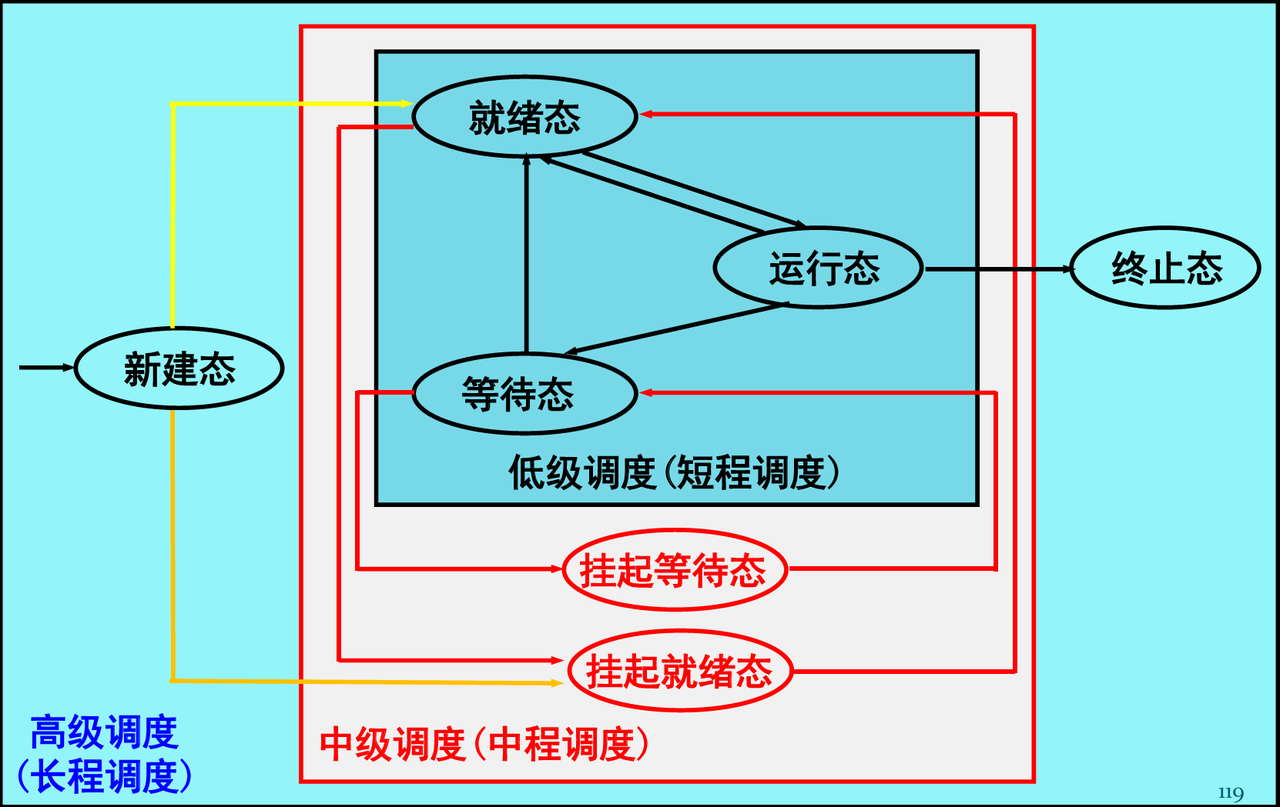 就绪态
运行态
终止态
新建态
等待态
低级调度(短程调度)
挂起等待态
挂起就绪态
高级调度
(长程调度)
中级调度(中程调度)
119